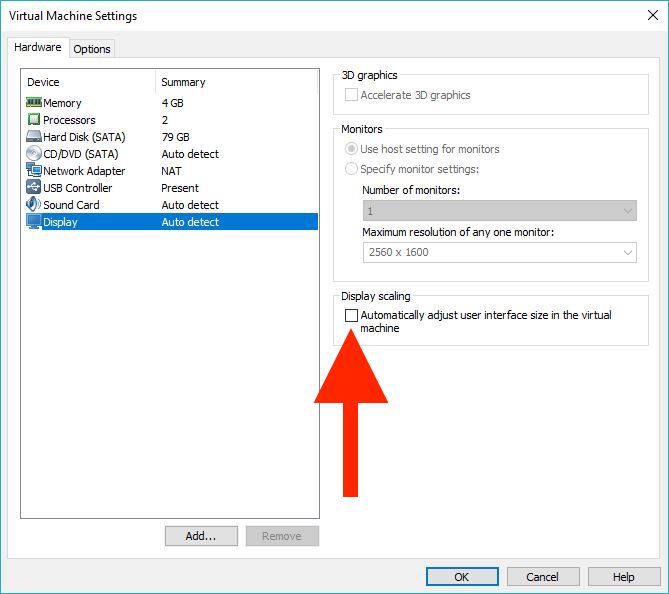 Virtual Machine Settings
Hardware
Options
Device Summary
Memory 4 GB
Processors 2
Hard Disk (SATA) 79 GB
CD/DVD (SATA) Auto detect
Network Adapter NAT
USB Controller Present
Sound Card Auto detect
Display Auto detect
Add...
Remove
3D graphics
Accelerate 3D graphics
Monitors
Use host setting for monitors
Specify monitor settings:
Number of monitors:
1
Maximum resolution of any one monitor:
2560 x 1600
Display scaling
Automatically adjust user interface size in the virtual
machine
OK
Cancel
Help